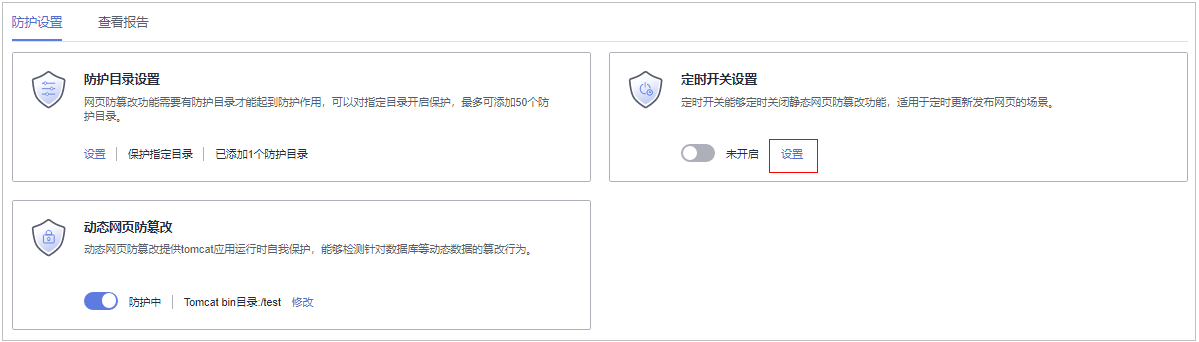 防护设置 查看报告
防护目录设置
网页防篡改功能需要有防护目录才能起到防护作用，可以对指定目录开启保护，最多可添加50个防
护目录。
设置 保护指定目录 已添加1个防护目录
定时开关设置
定时开关能够定时关闭静态网页防篡改功能，适用于定时更新发布网页的场景。
未开启 设置
动态网页防篡改
动态网页防篡改提供tomcat应用运行时自我保护，能够检测针对数据库等动态数据的篡改行为。
防护中 Tomcat bin目录:/test 修改